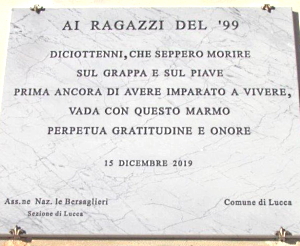 AI RAGAZZI DEL '99
DICIOTTENNI, CHE SEPPERO MORIRE
SUL GRAPPA E SUL PIAVE
PRIMA ANCORA DI AVERE IMPARATO A VIVERE,
VADA CON QUESTO MARMO
PERPETUA GRATITUDINE E ONORE
15 DICEMBRE 2019
Ass.ne Naz. le Bersaglieri
Sezione di Lucca
Comune di Lucca